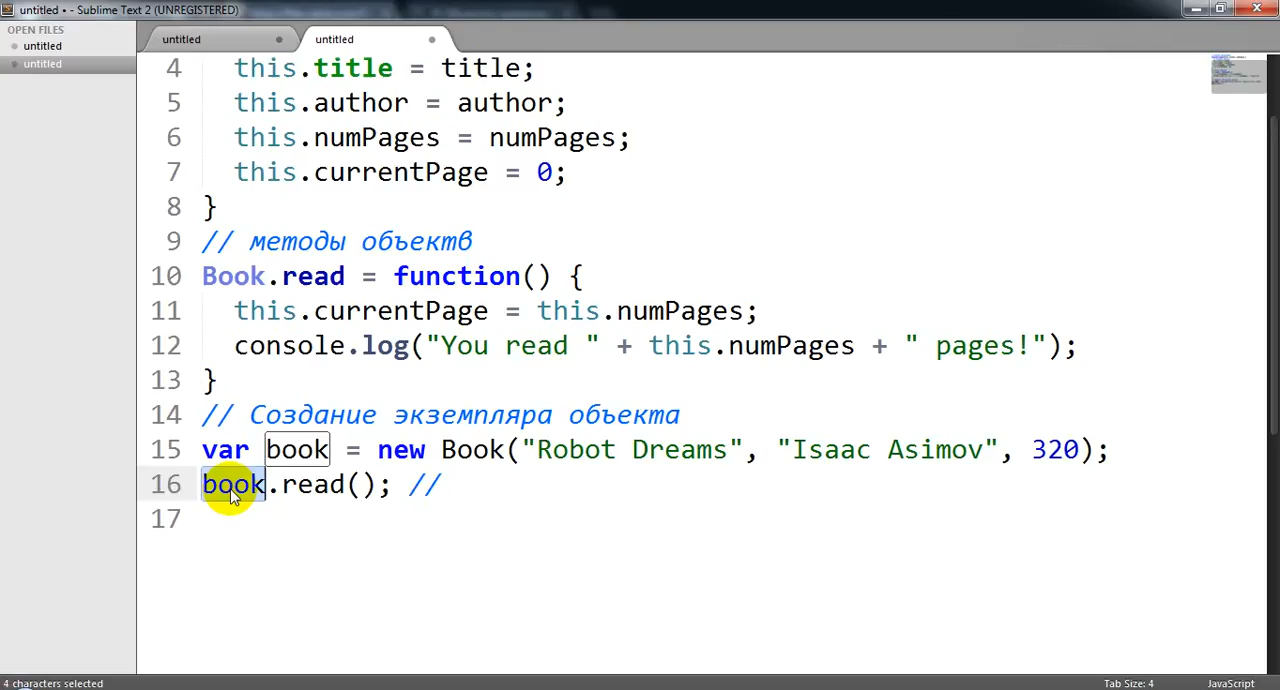 untitled • - Sublime Text 2 (UNREGISTERED)
OPEN FILES
untitled
untitled
untitled
untitled
4 this.title = title;
5 this.author = author;
6 this.numPages = numPages;
7 this.currentPage = 0;
8 }
9 // методы объектв
10 Book.read = function() {
11 this.currentPage = this.numPages;
12 console.log("You read " + this.numPages + " pages!");
13 }
14 // Создание экземпляра объекта
15 var book = new Book("Robot Dreams", "Isaac Asimov", 320);
16 book.read(); //
17
4 characters selected
Tab Size: 4
JavaScript